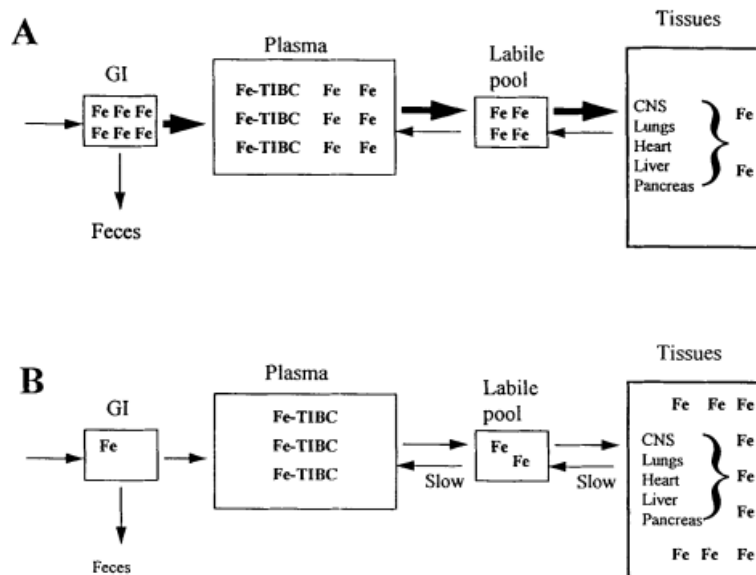 A
Tissues
Plasma
Labile
pool
GI
Fe Fe Fe
Fe Fe Fe
Fe-TIBC Fe Fe
Fe-TIBC Fe Fe
Fe-TIBC Fe Fe
Fe Fe
Fe Fe
CNS
Lungs
Heart
Liver
Pancreas
Fe
Fe
Feces
B
Tissues
Plasma
Labile
pool
GI
Fe
Fe-TIBC
Fe-TIBC
Fe-TIBC
Fe
Fe
Slow
Slow
Fe Fe Fe
CNS
Lungs
Heart
Liver
Pancreas
Fe
Fe
Fe
Fe Fe Fe
Feces